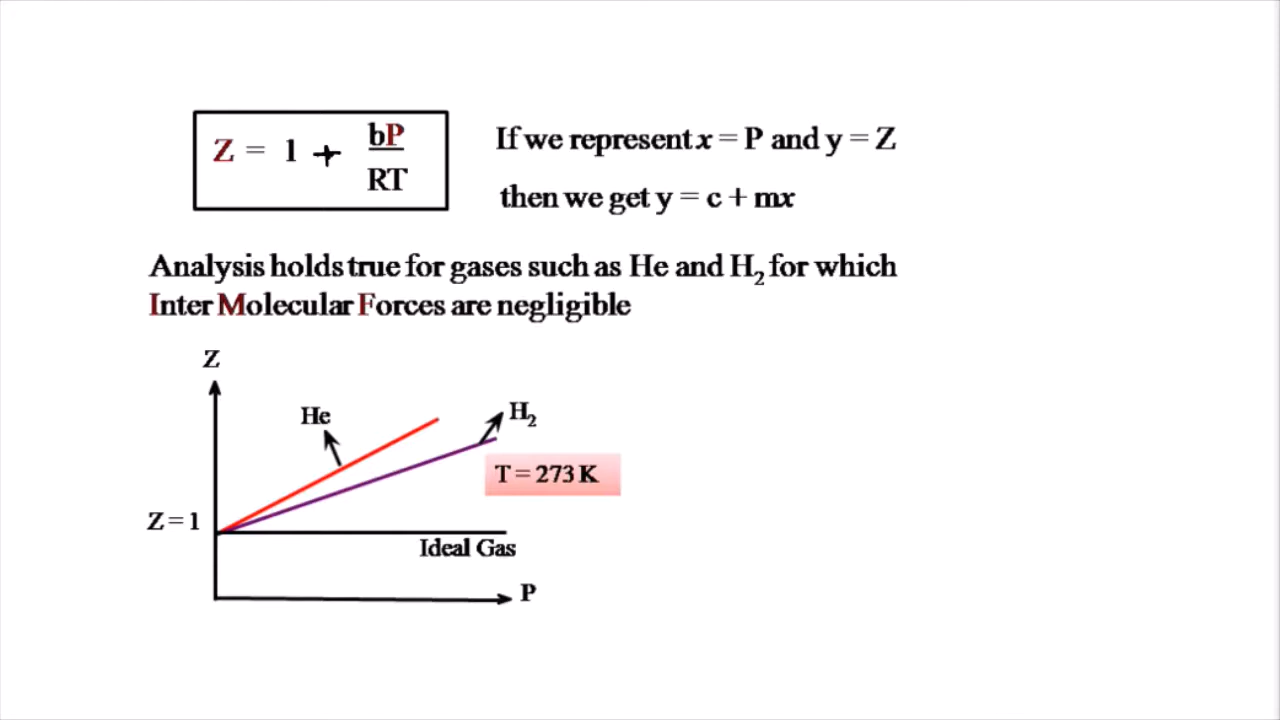 Z = 1 + bP/RT
If we represent x = P and y = Z
then we get y = c + mx
Analysis holds true for gases such as He and H₂ for which
Inter Molecular Forces are negligible
Z
He
H₂
T = 273 K
Z = 1
Ideal Gas
P